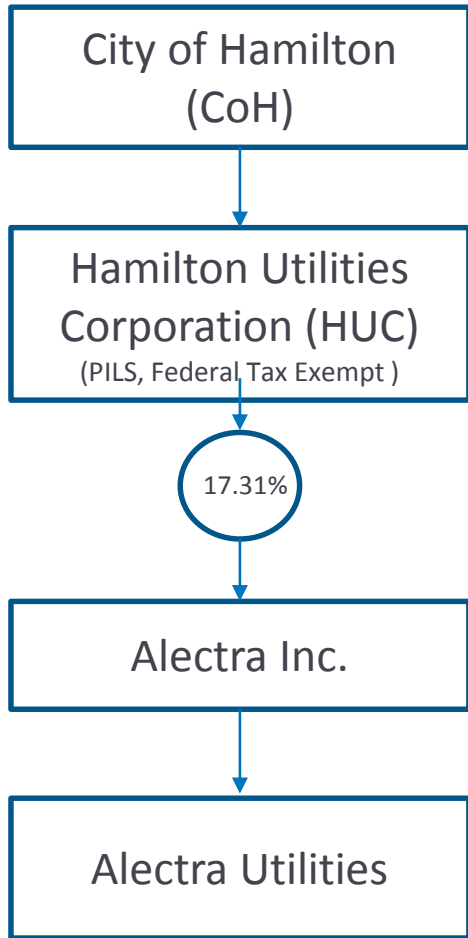 City of Hamilton
(CoH)
Hamilton Utilities
Corporation (HUC)
(PILS, Federal Tax Exempt )
17.31%
Alectra Inc.
Alectra Utilities